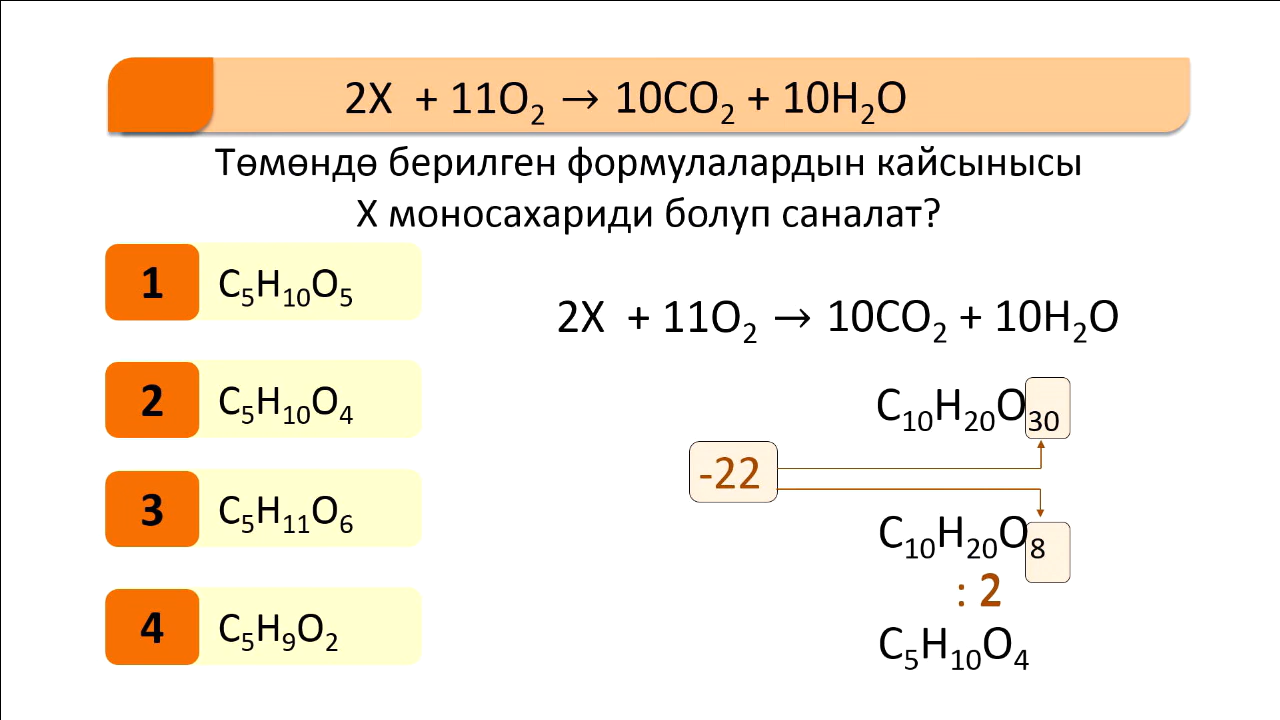 2X + 11O₂ → 10CO₂ + 10H₂O
Төмөндө берилген формулалардын кайсынысы
Х моносахариди болуп саналат?
1 C₅H₁₀O₅
2 C₅H₁₀O₄
3 C₅H₁₁O₆
4 C₅H₉O₂
2X + 11O₂ → 10CO₂ + 10H₂O
C₁₀H₂₀O₃₀
-22
C₁₀H₂₀O₈
: 2
C₅H₁₀O₄